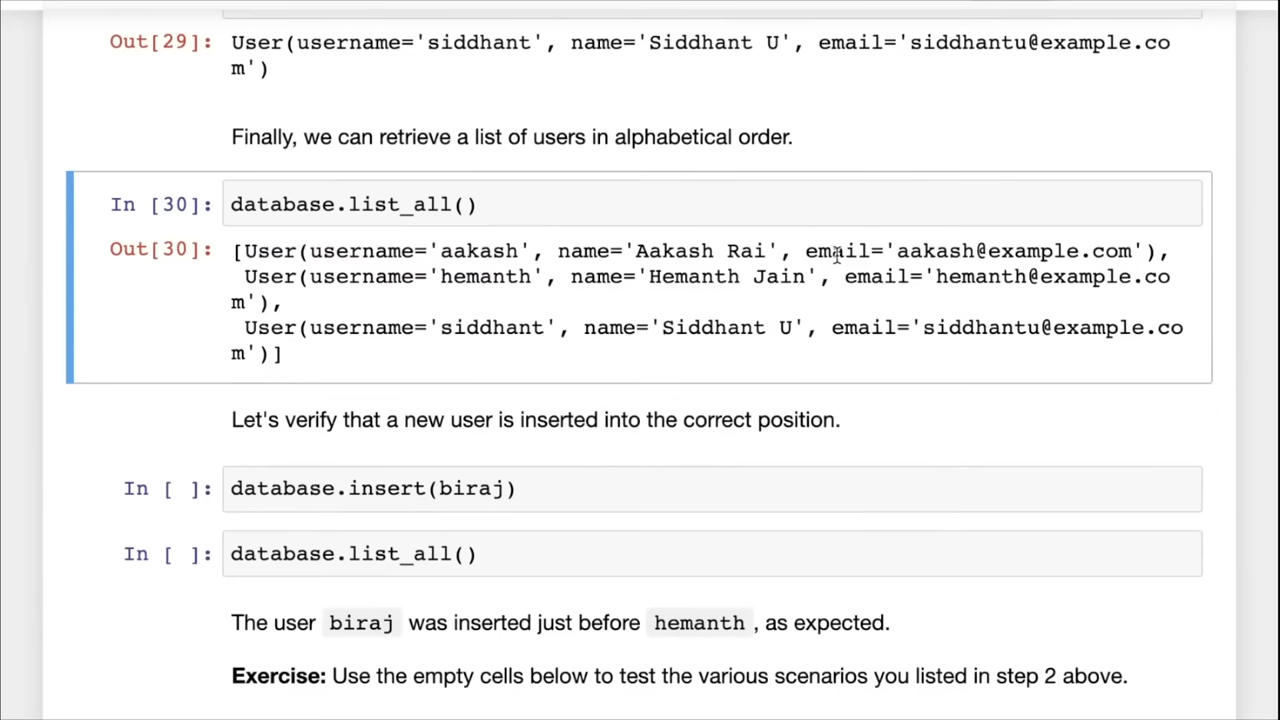 Out[29]: User(username='siddhant', name='Siddhant U', email='siddhantu@example.co
m')
Finally, we can retrieve a list of users in alphabetical order.
In [30]: database.list_all()
Out[30]: [User(username='aakash', name='Aakash Rai', email='aakash@example.com'),
User(username='hemanth', name='Hemanth Jain', email='hemanth@example.co
m'),
User(username='siddhant', name='Siddhant U', email='siddhantu@example.co
m')]
Let's verify that a new user is inserted into the correct position.
In [ ]: database.insert(biraj)
In [ ]: database.list_all()
The user biraj was inserted just before hemanth , as expected.
Exercise: Use the empty cells below to test the various scenarios you listed in step 2 above.